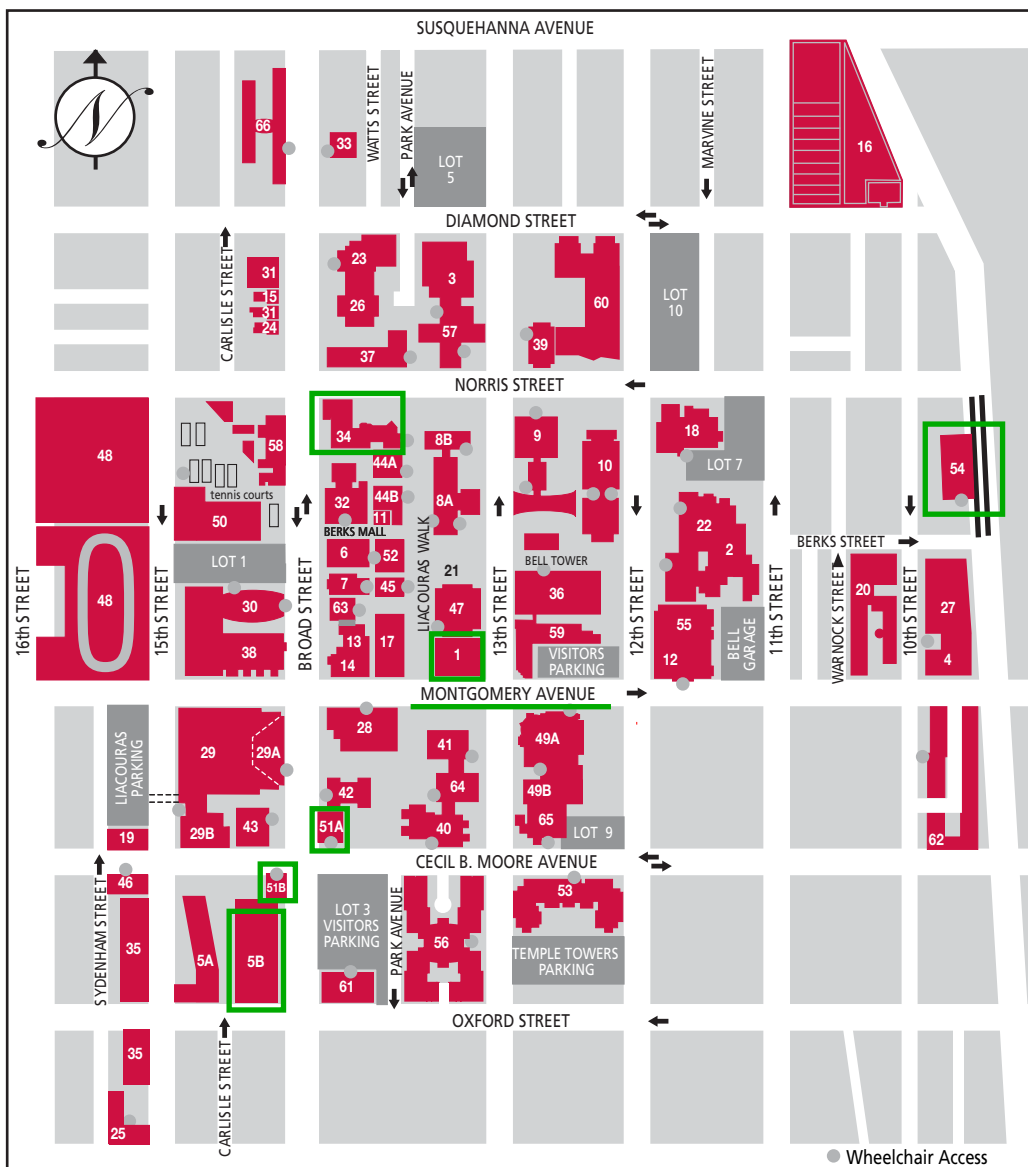 SUSQUEHANNA AVENUE
N
66
33
WATTS STREET
PARK AVENUE
LOT
5
MARVINE STREET
16
DIAMOND STREET
CARLISLE STREET
31
15
31
24
23
26
37
3
57
39
60
LOT
10
NORRIS STREET
48
58
tennis courts
50
34
44A
32
44B
11
8B
8A
9
10
18
LOT 7
22
2
54
BERKS MALL
BERKS STREET
16th STREET
48
15th STREET
LOT 1
30
38
BROAD STREET
6
52
7
45
63
13
14
17
LIACOURAS WALK
21
47
1
13th STREET
BELL TOWER
36
59
VISITORS
PARKING
12th STREET
55
12
BELL
GARAGE
11th STREET
WARNOCK STREET
20
10th STREET
27
4
MONTGOMERY AVENUE
LIACOURAS
PARKING
29
29A
29B
43
19
28
42
51A
41
64
40
49A
49B
65
LOT 9
62
CECIL B. MOORE AVENUE
SYDENHAM STREET
46
35
5A
51B
5B
LOT 3
VISITORS
PARKING
61
PARK AVENUE
56
53
TEMPLE TOWERS
PARKING
OXFORD STREET
35
25
CARLISLE STREET
Wheelchair Access